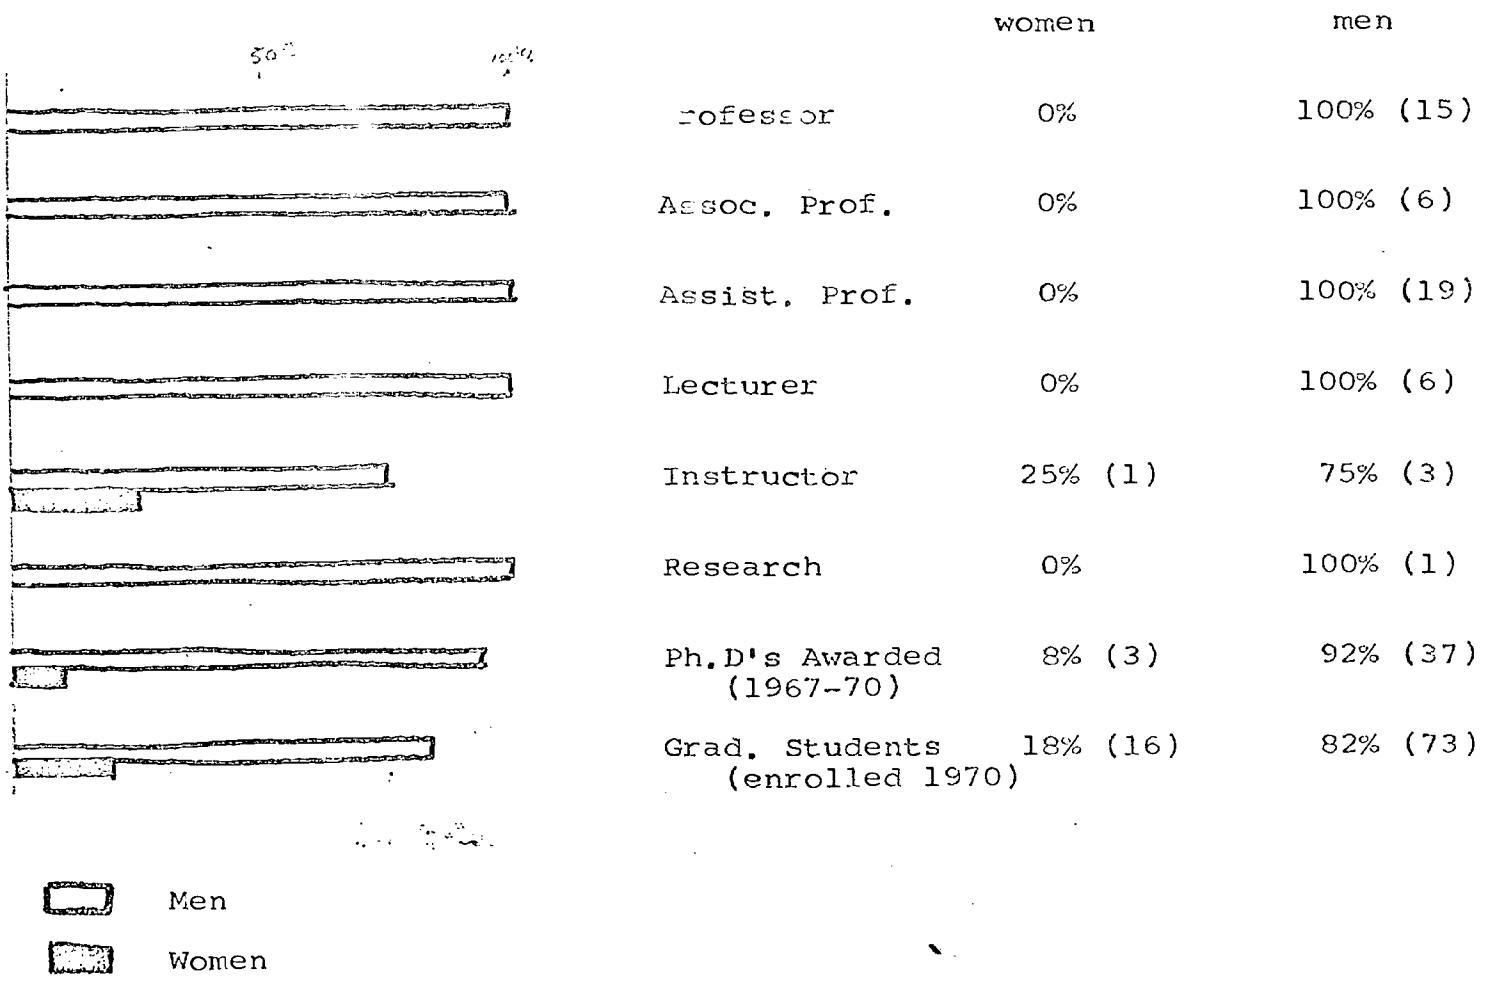 women men
50%
100%
rofessor 0% 100% (15)
Assoc. Prof. 0% 100% (6)
Assist. Prof. 0% 100% (19)
Lecturer 0% 100% (6)
Instructor 25% (1) 75% (3)
Research 0% 100% (1)
Ph.D's Awarded 8% (3) 92% (37)
(1967-70)
Grad. Students 18% (16) 82% (73)
(enrolled 1970)
Men
Women